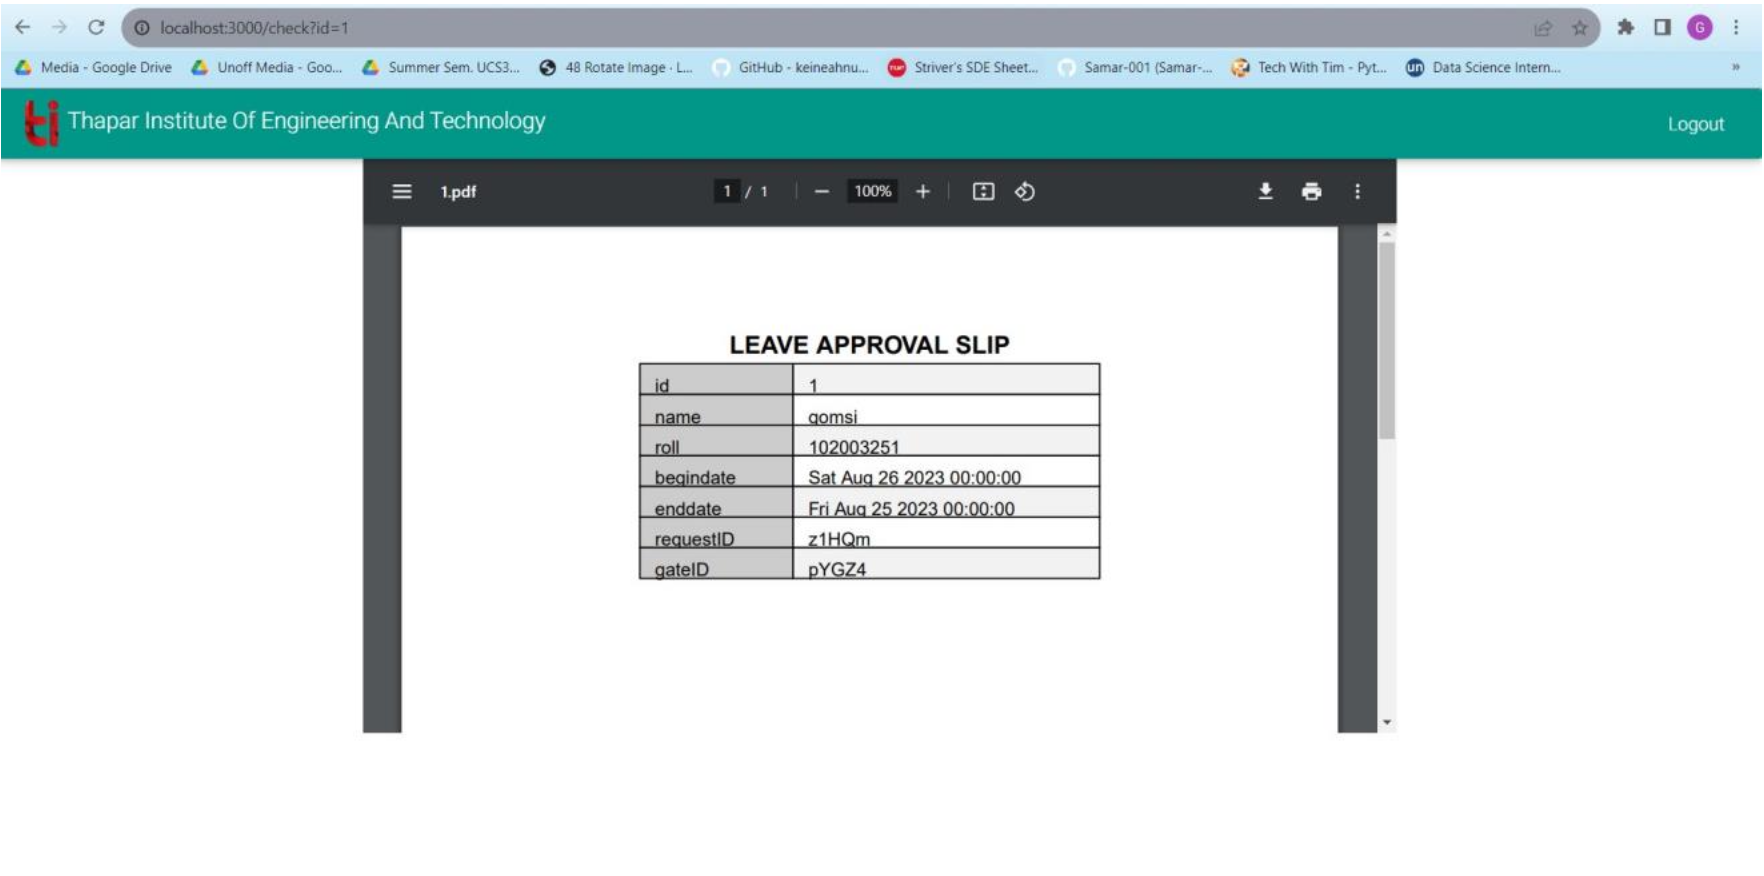 localhost:3000/check?id=1
G
Media - Google Drive Unoff Media - Goo... Summer Sem. UCS3... 48 Rotate Image · L... GitHub - keineahnu... Striver's SDE Sheet... Samar-001 (Samar-... Tech With Tim - Pyt... un Data Science Intern... »
ti Thapar Institute Of Engineering And Technology Logout
1.pdf 1 / 1 100%
LEAVE APPROVAL SLIP
id 1
name gomsi
roll 102003251
begindate Sat Aug 26 2023 00:00:00
enddate Fri Aug 25 2023 00:00:00
requestID z1HQm
gateID pYGZ4